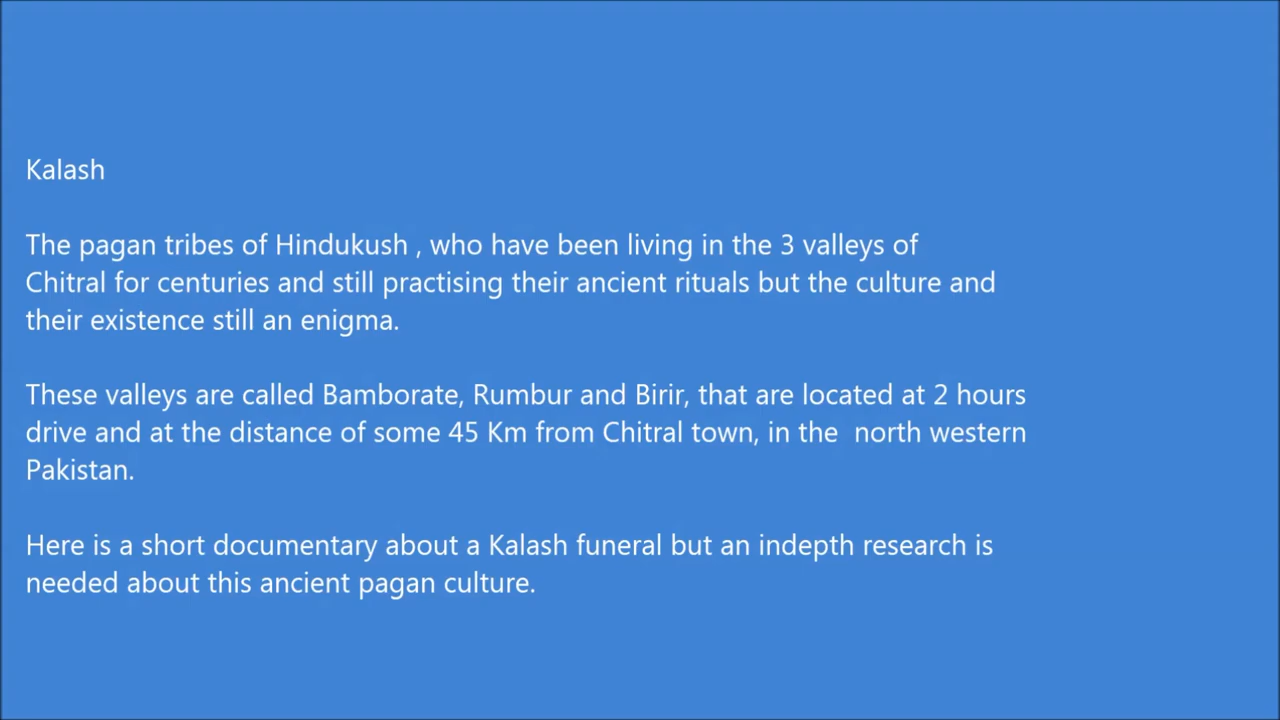 Kalash
The pagan tribes of Hindukush , who have been living in the 3 valleys of
Chitral for centuries and still practising their ancient rituals but the culture and
their existence still an enigma.
These valleys are called Bamborate, Rumbur and Birir, that are located at 2 hours
drive and at the distance of some 45 Km from Chitral town, in the  north western
Pakistan.
Here is a short documentary about a Kalash funeral but an indepth research is
needed about this ancient pagan culture.